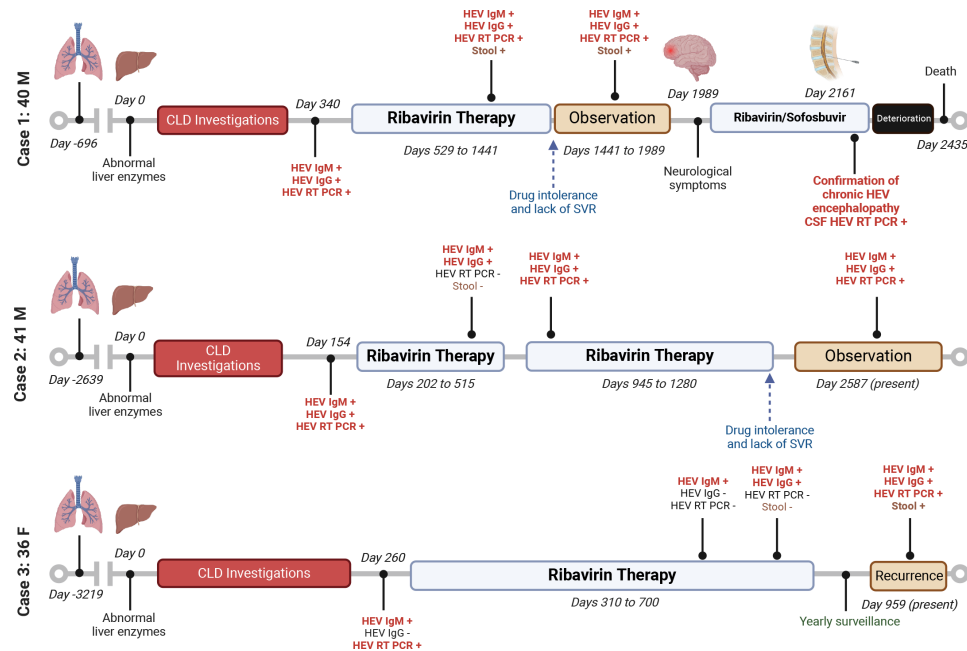 Case 1: 40 M
HEV IgM +
HEV IgG +
HEV RT PCR +
Stool +
HEV IgM +
HEV IgG +
HEV RT PCR +
Stool +
Day 0
Day 340
Day 1989
Day 2161
Death
CLD Investigations
Ribavirin Therapy
Observation
Ribavirin/Sofosbuvir
Deterioration
Day -696
Abnormal
liver enzymes
HEV IgM +
HEV IgG +
HEV RT PCR +
Days 529 to 1441
Days 1441 to 1989
Drug intolerance
and lack of SVR
Neurological
symptoms
Confirmation of
chronic HEV
encephalopathy
CSF HEV RT PCR +
Day 2435
Case 2: 41 M
HEV IgM +
HEV IgG +
HEV RT PCR -
Stool -
HEV IgM +
HEV IgG +
HEV RT PCR +
HEV IgM +
HEV IgG +
HEV RT PCR +
Day 0
Day 154
CLD
Investigations
Ribavirin Therapy
Ribavirin Therapy
Observation
Day -2639
Abnormal
liver enzymes
HEV IgM +
HEV IgG +
HEV RT PCR +
Days 202 to 515
Days 945 to 1280
Day 2587 (present)
Drug intolerance
and lack of SVR
Case 3: 36 F
HEV IgM +
HEV IgG -
HEV RT PCR -
HEV IgM +
HEV IgG +
HEV RT PCR -
Stool -
HEV IgM +
HEV IgG +
HEV RT PCR +
Stool +
Day 0
Day 260
CLD Investigations
Ribavirin Therapy
Recurrence
Day -3219
Abnormal
liver enzymes
HEV IgM +
HEV IgG -
HEV RT PCR +
Days 310 to 700
Yearly surveillance
Day 959 (present)